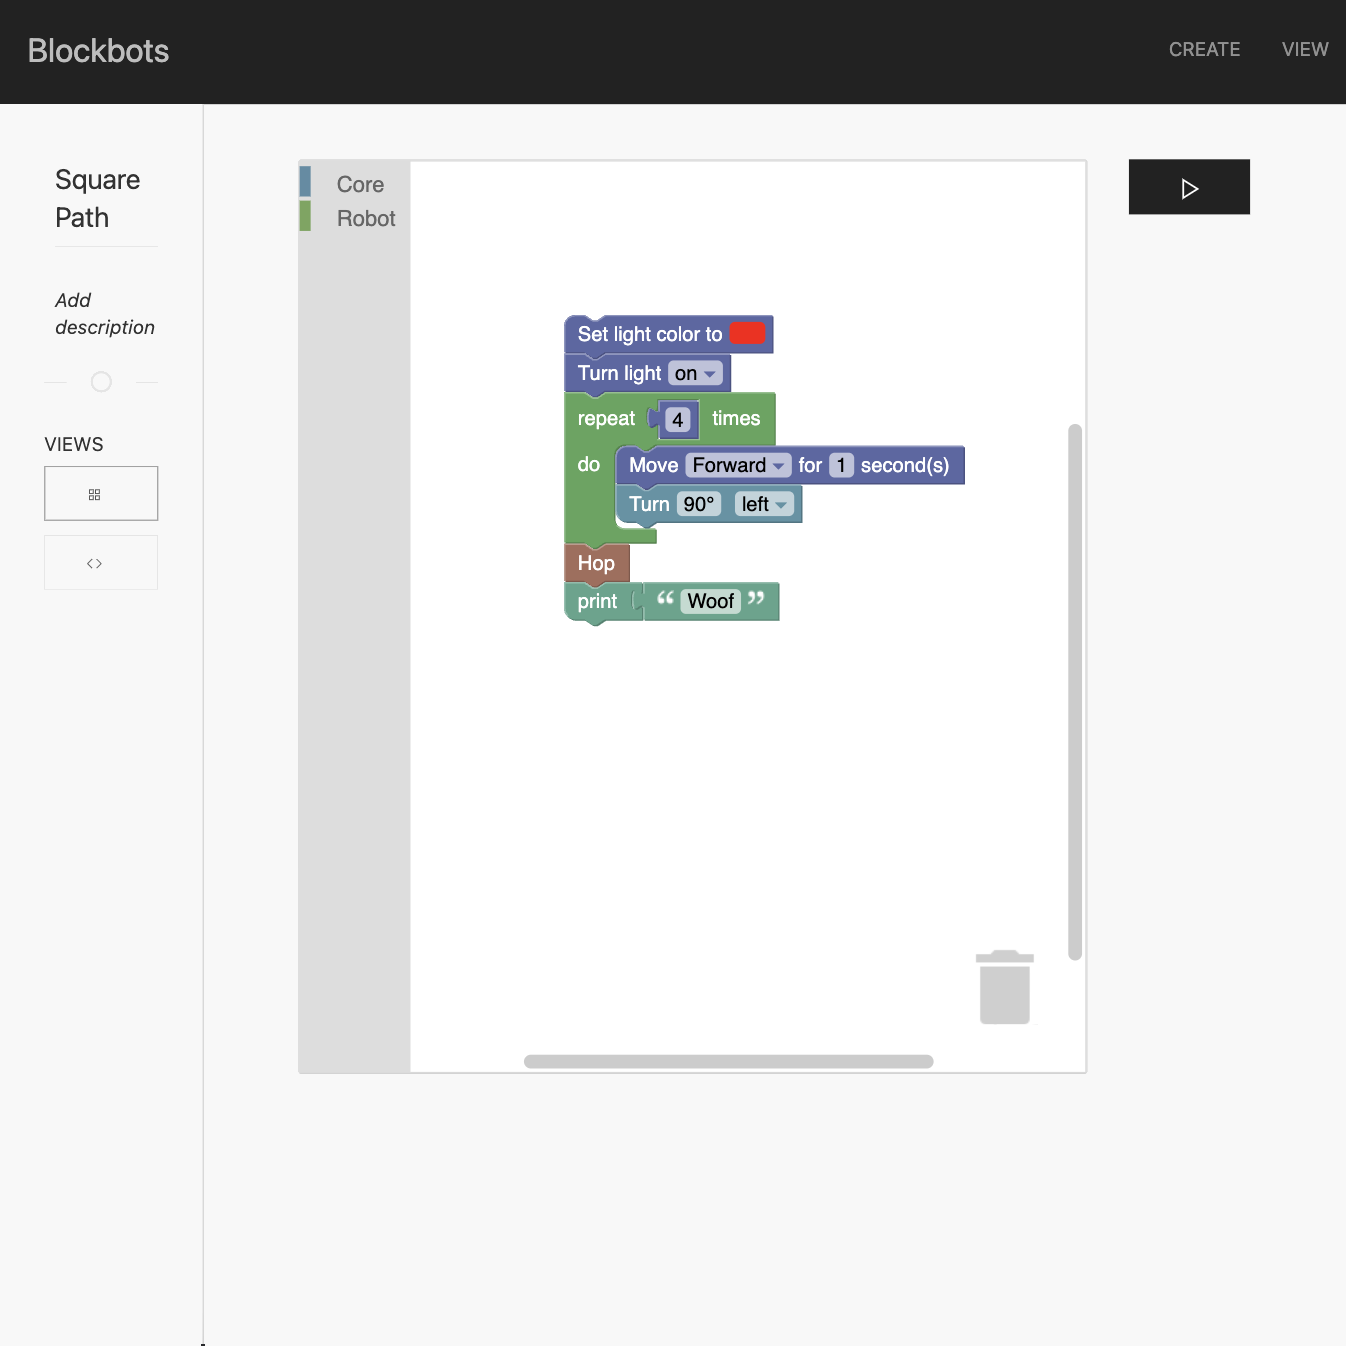 Blockbots
CREATE VIEW
Square
Path
Add
description
VIEWS
Core
Robot
Set light color to
Turn light on
repeat 4 times
do Move Forward for 1 second(s)
Turn 90° left
Hop
print “ Woof ”